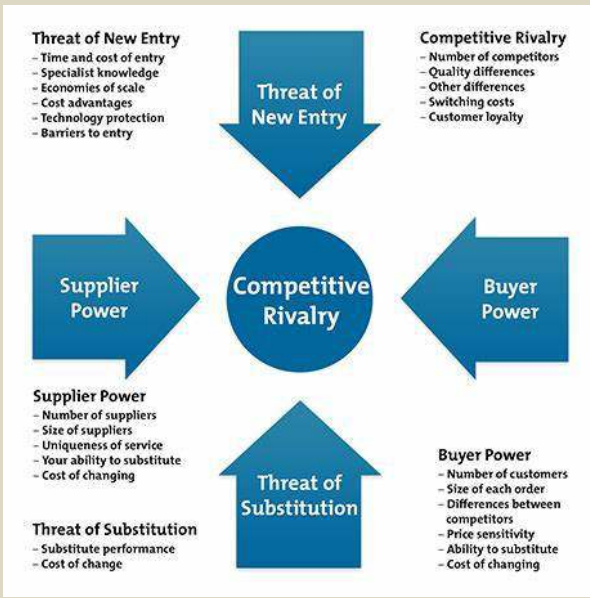 Threat of New Entry
– Time and cost of entry
– Specialist knowledge
– Economies of scale
– Cost advantages
– Technology protection
– Barriers to entry
Threat of
New Entry
Competitive Rivalry
– Number of competitors
– Quality differences
– Other differences
– Switching costs
– Customer loyalty
Supplier
Power
Competitive
Rivalry
Buyer
Power
Supplier Power
– Number of suppliers
– Size of suppliers
– Uniqueness of service
– Your ability to substitute
– Cost of changing
Threat of Substitution
– Substitute performance
– Cost of change
Threat of
Substitution
Buyer Power
– Number of customers
– Size of each order
– Differences between
competitors
– Price sensitivity
– Ability to substitute
– Cost of changing